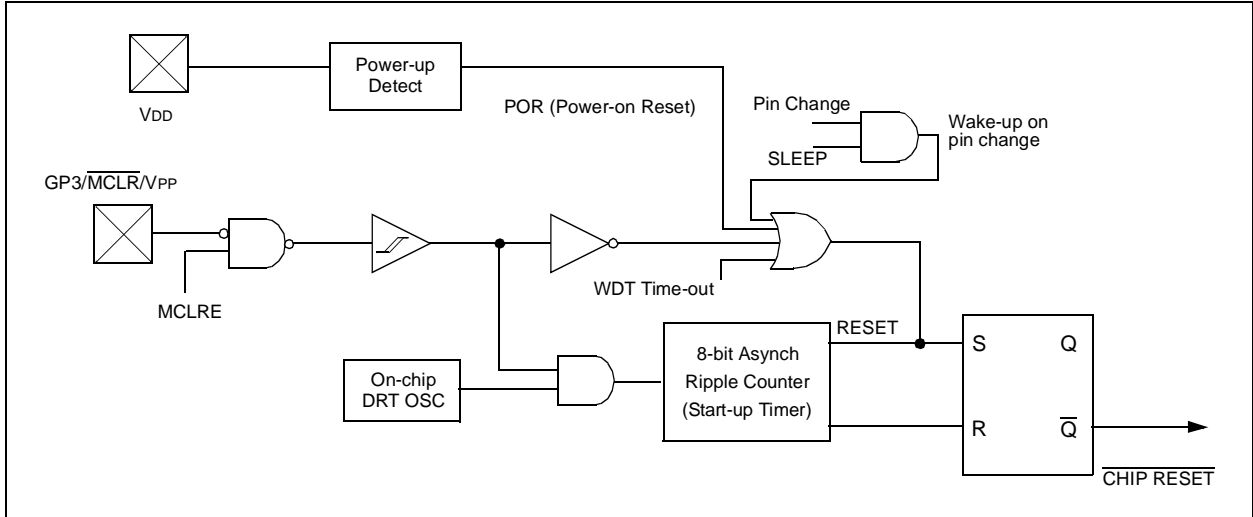 Power-up
Detect
VDD
POR (Power-on Reset)
Pin Change
SLEEP
Wake-up on
pin change
GP3/MCLR/VPP
MCLRE
WDT Time-out
RESET
On-chip
DRT OSC
8-bit Asynch
Ripple Counter
(Start-up Timer)
S
Q
R
Q
CHIP RESET